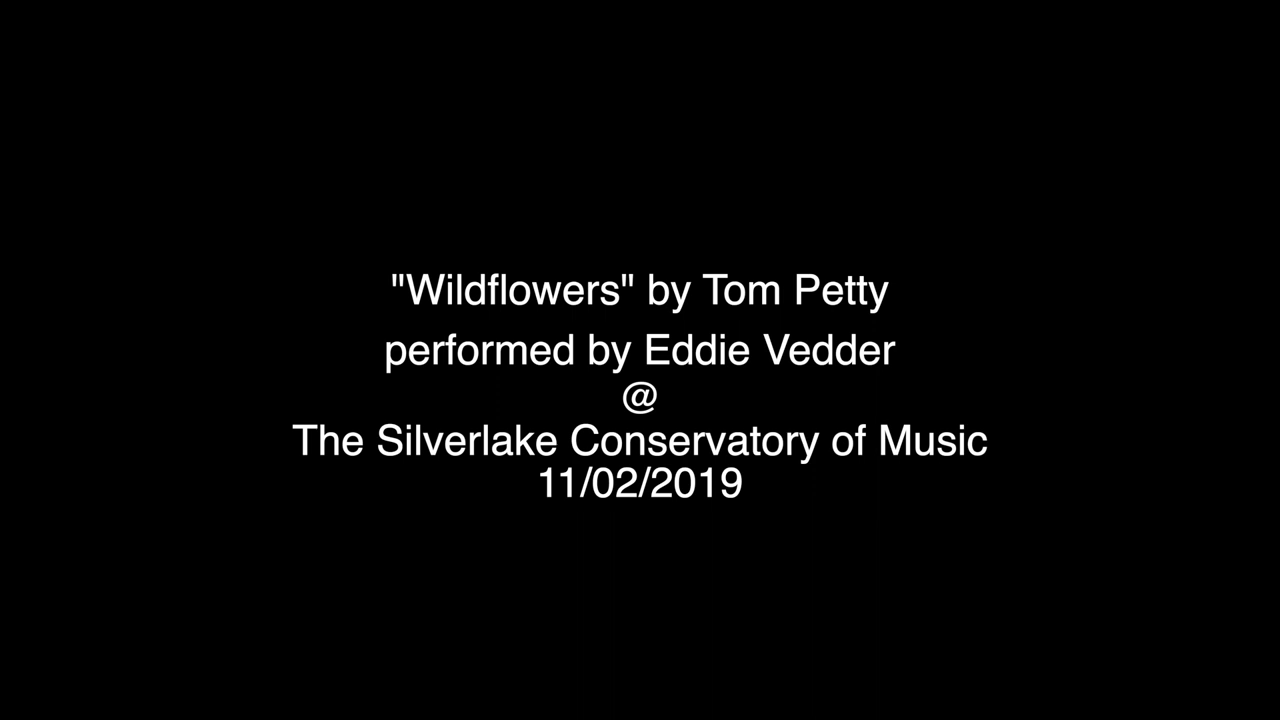 "Wildflowers" by Tom Petty
performed by Eddie Vedder
@
The Silverlake Conservatory of Music
11/02/2019